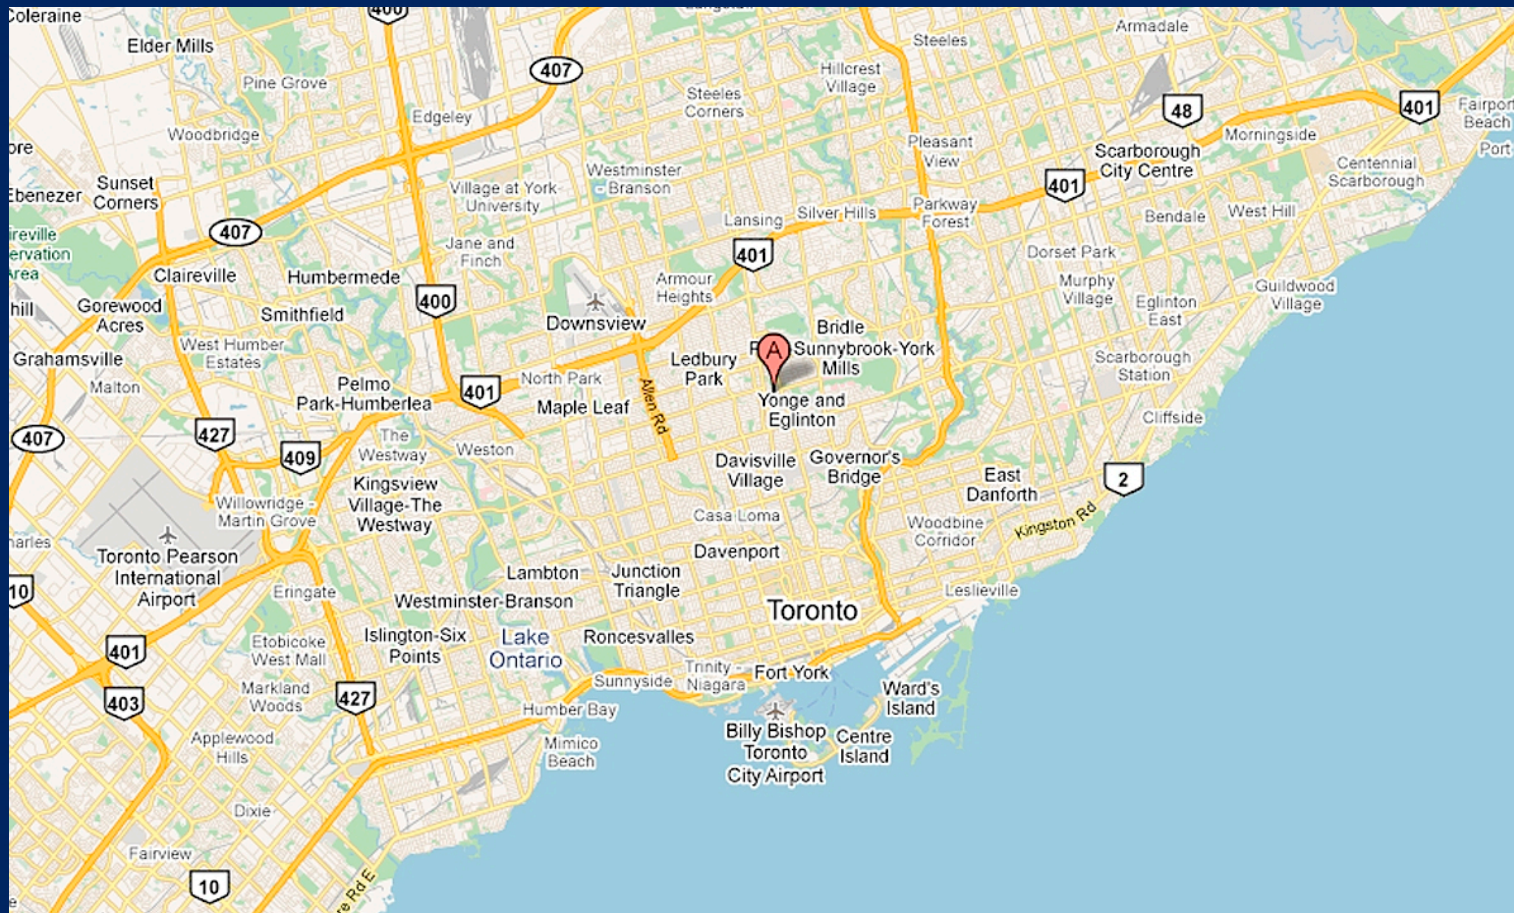 Coleraine
400
Elder Mills
Armadale
Steeles
407
Hillcrest
Village
Pine Grove
Steeles
Corners
48
401
Fairport
Beach
Edgeley
Woodbridge
Morningside
Pleasant
View
Port
Scarborough
City Centre
Centennial
Scarborough
Westminster
- Branson
Sunset
Corners
Ebenezer
Village at York
University
401
Parkway
Forest
Silver Hills
Lansing
Bendale
West Hill
407
Jane and
Finch
401
Dorset Park
Claireville
Humbermede
Armour
Heights
Murphy
Village
Guildwood
Village
400
Eglinton
East
Gorewood
Acres
Smithfield
Downsview
Bridle
A
Sunnybrook-York
Mills
West Humber
Estates
Grahamsville
Malton
Ledbury
Park
Scarborough
Station
North Park
Pelmo
Park-Humberlea
401
Allen Rd
Yonge and
Eglinton
Maple Leaf
Cliffside
427
407
The
Westway
Weston
409
Davisville
Village
Governor's
Bridge
East
Danforth
2
Kingsview
Village-The
Westway
Willowridge -
Martin Grove
Casa Loma
Woodbine
Corridor
Kingston Rd
Toronto Pearson
International
Airport
Davenport
10
Lambton
Junction
Triangle
Eringate
Westminster-Branson
Leslieville
Toronto
401
Etobicoke
West Mall
Islington-Six
Points
Lake
Ontario
Roncesvalles
Trinity -
Niagara
Fort York
Sunnyside
403
Markland
Woods
427
Ward's
Island
Humber Bay
Billy Bishop
Toronto
City Airport
Centre
Island
Applewood
Hills
Mimico
Beach
Dixie
Fairview
10
Rd E